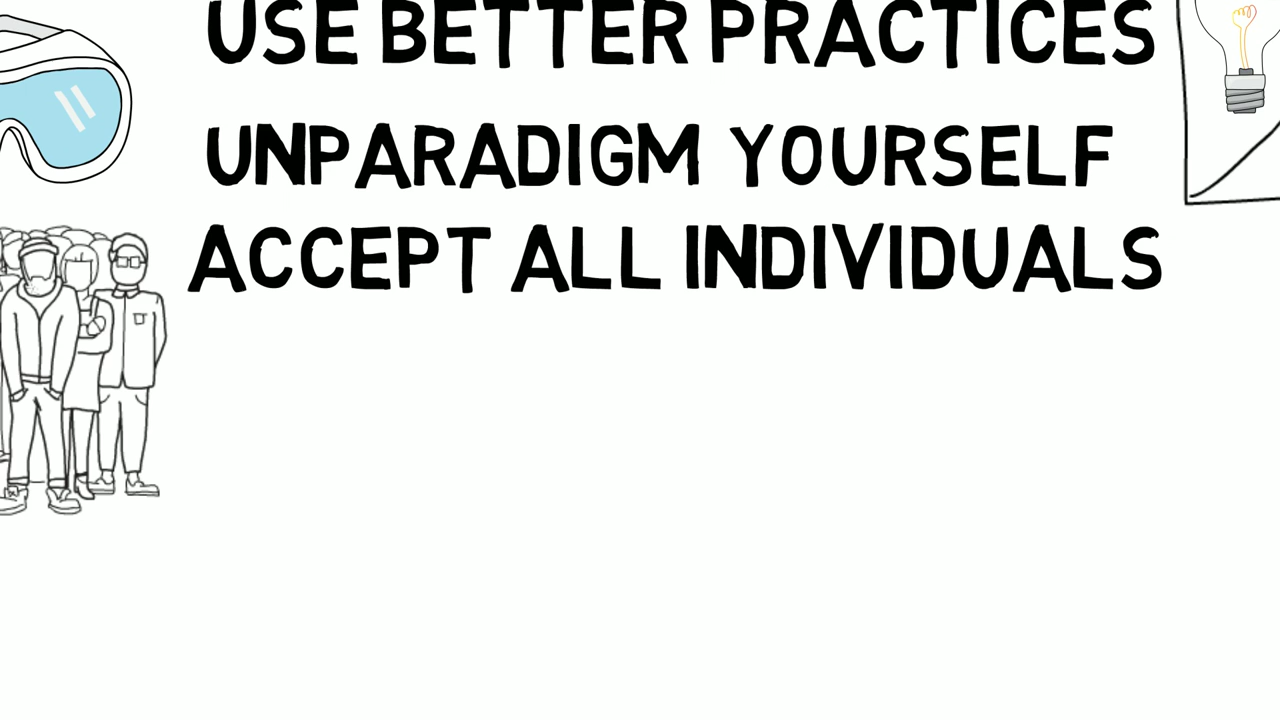 USE BETTER PRACTICES
UNPARADIGM YOURSELF
ACCEPT ALL INDIVIDUALS